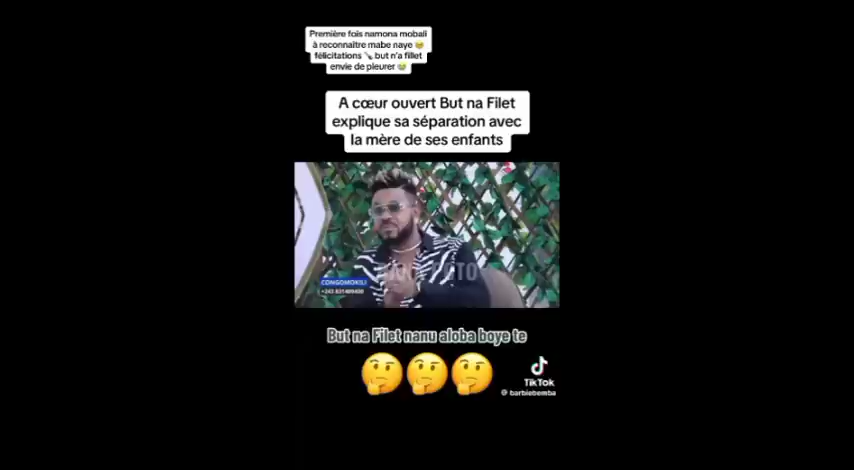 Première fois namona mobali
à reconnaître mabe naye 🥹
félicitations 🍾 but n'a fillet
envie de pleurer 😭
A cœur ouvert But na Filet
explique sa séparation avec
la mère de ses enfants
CONGOMOKILI
But na Filet nanu aloba boye te
🤔🤔🤔
TikTok
@barbiebemba